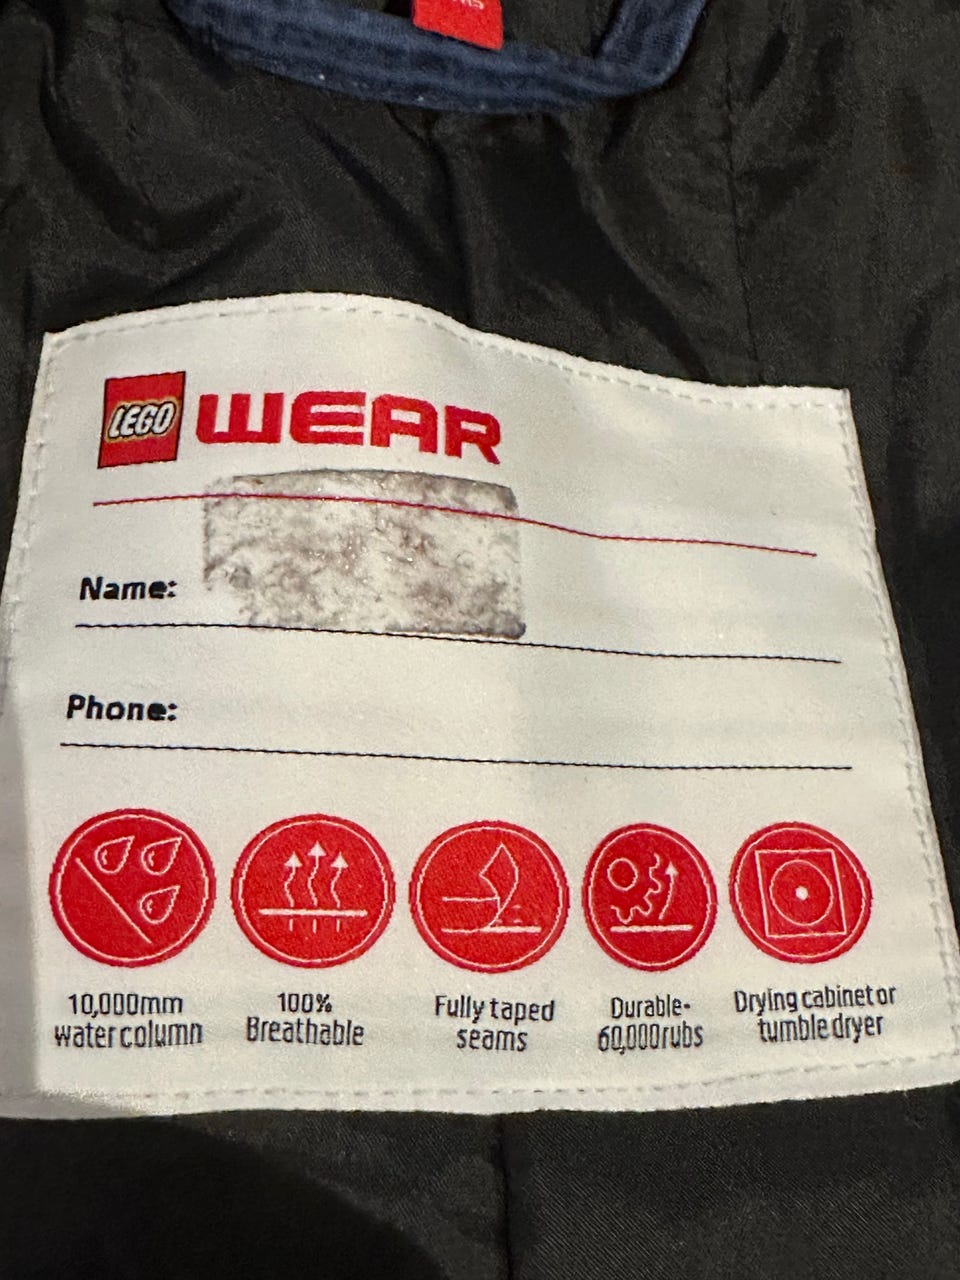 LEGO WEAR
Name:
Phone:
10,000mm
water column
100%
Breathable
Fully taped
seams
Durable-
60,000rubs
Drying cabinet or
tumble dryer